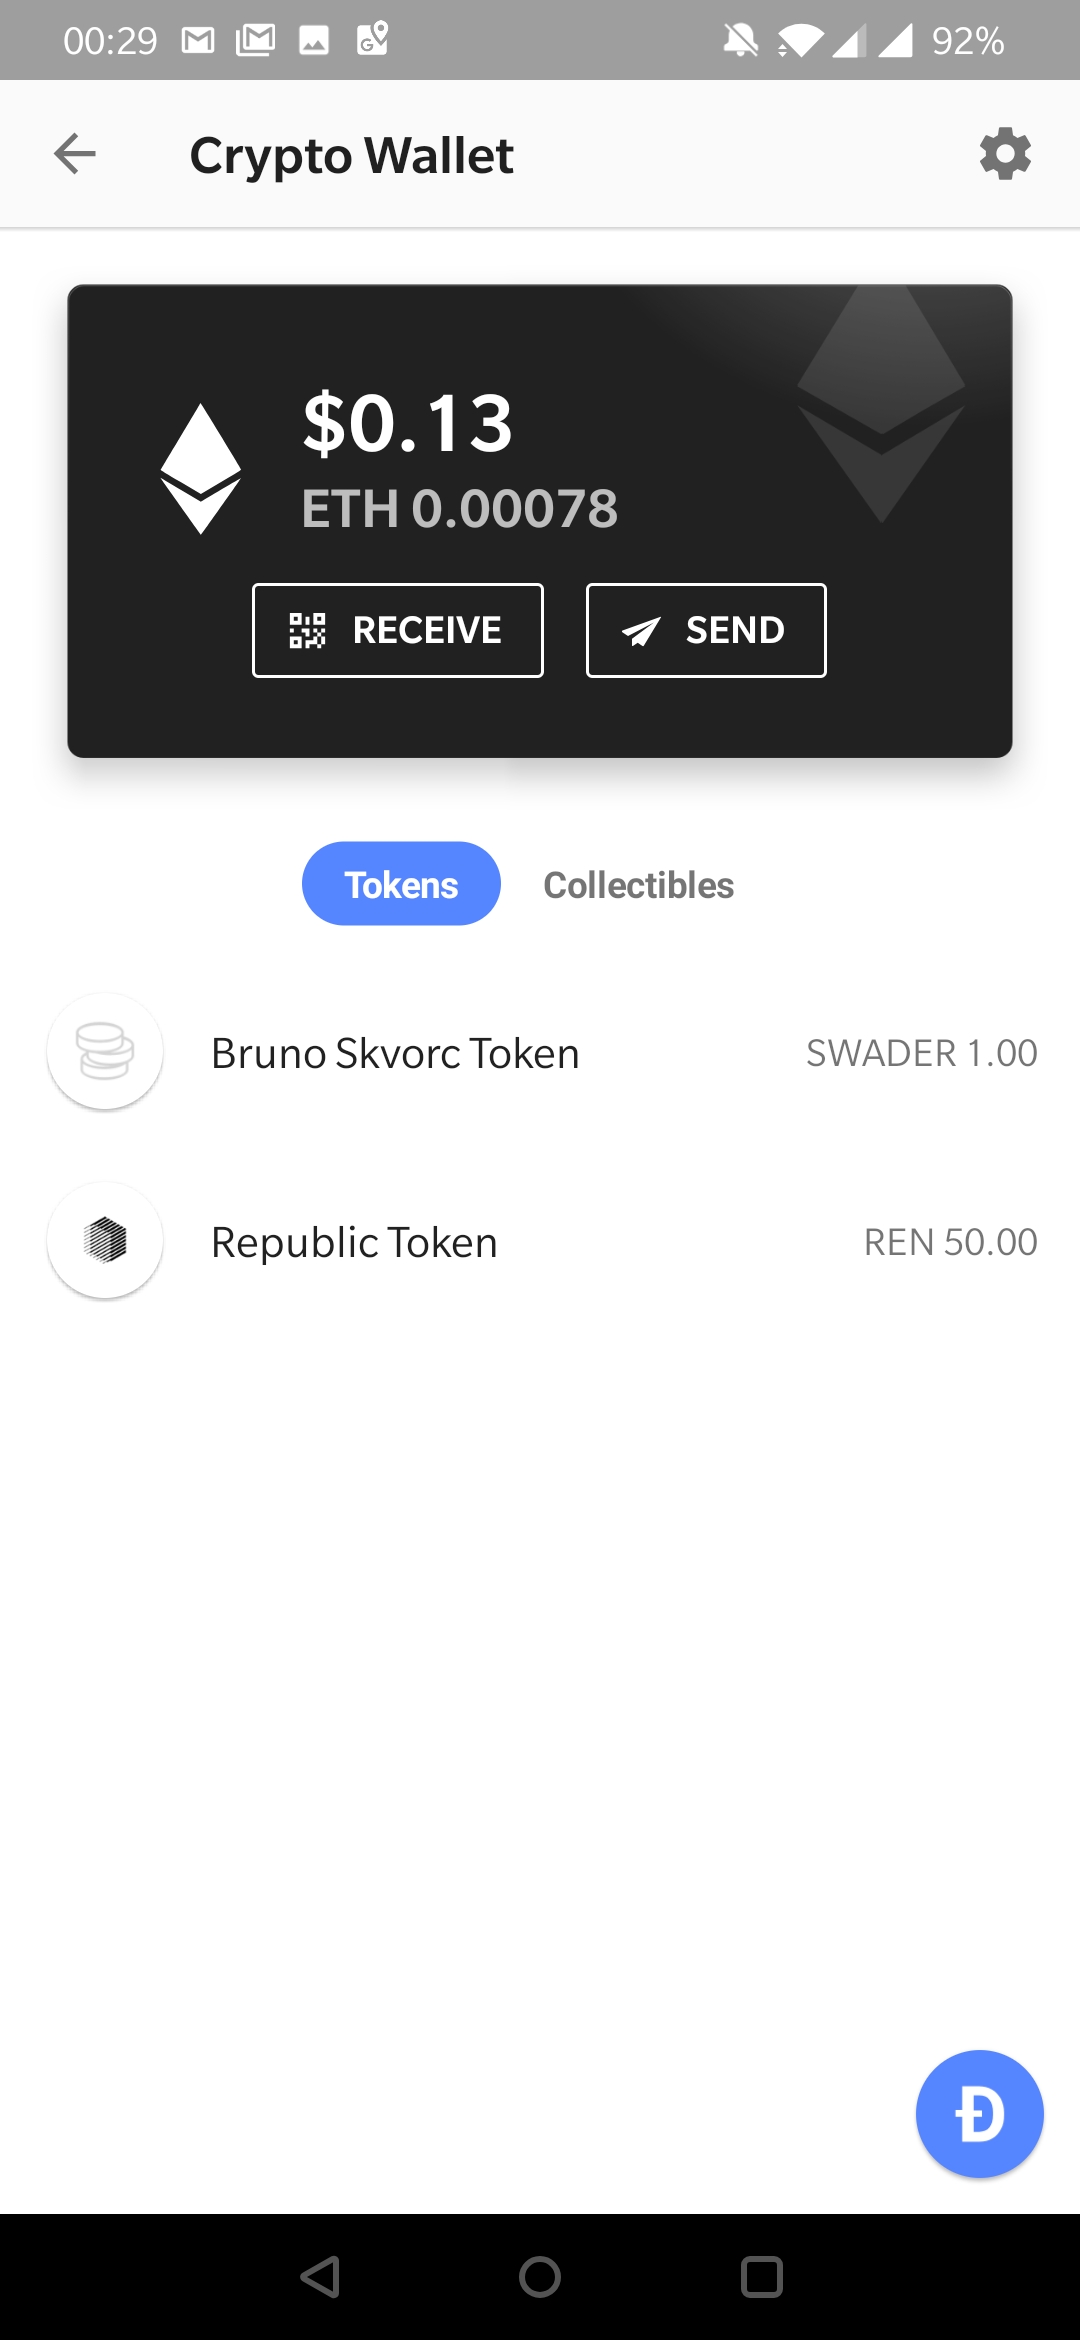 00:29 92%
Crypto Wallet
$0.13
ETH 0.00078
RECEIVE SEND
Tokens Collectibles
Bruno Skvorc Token SWADER 1.00
Republic Token REN 50.00
Đ